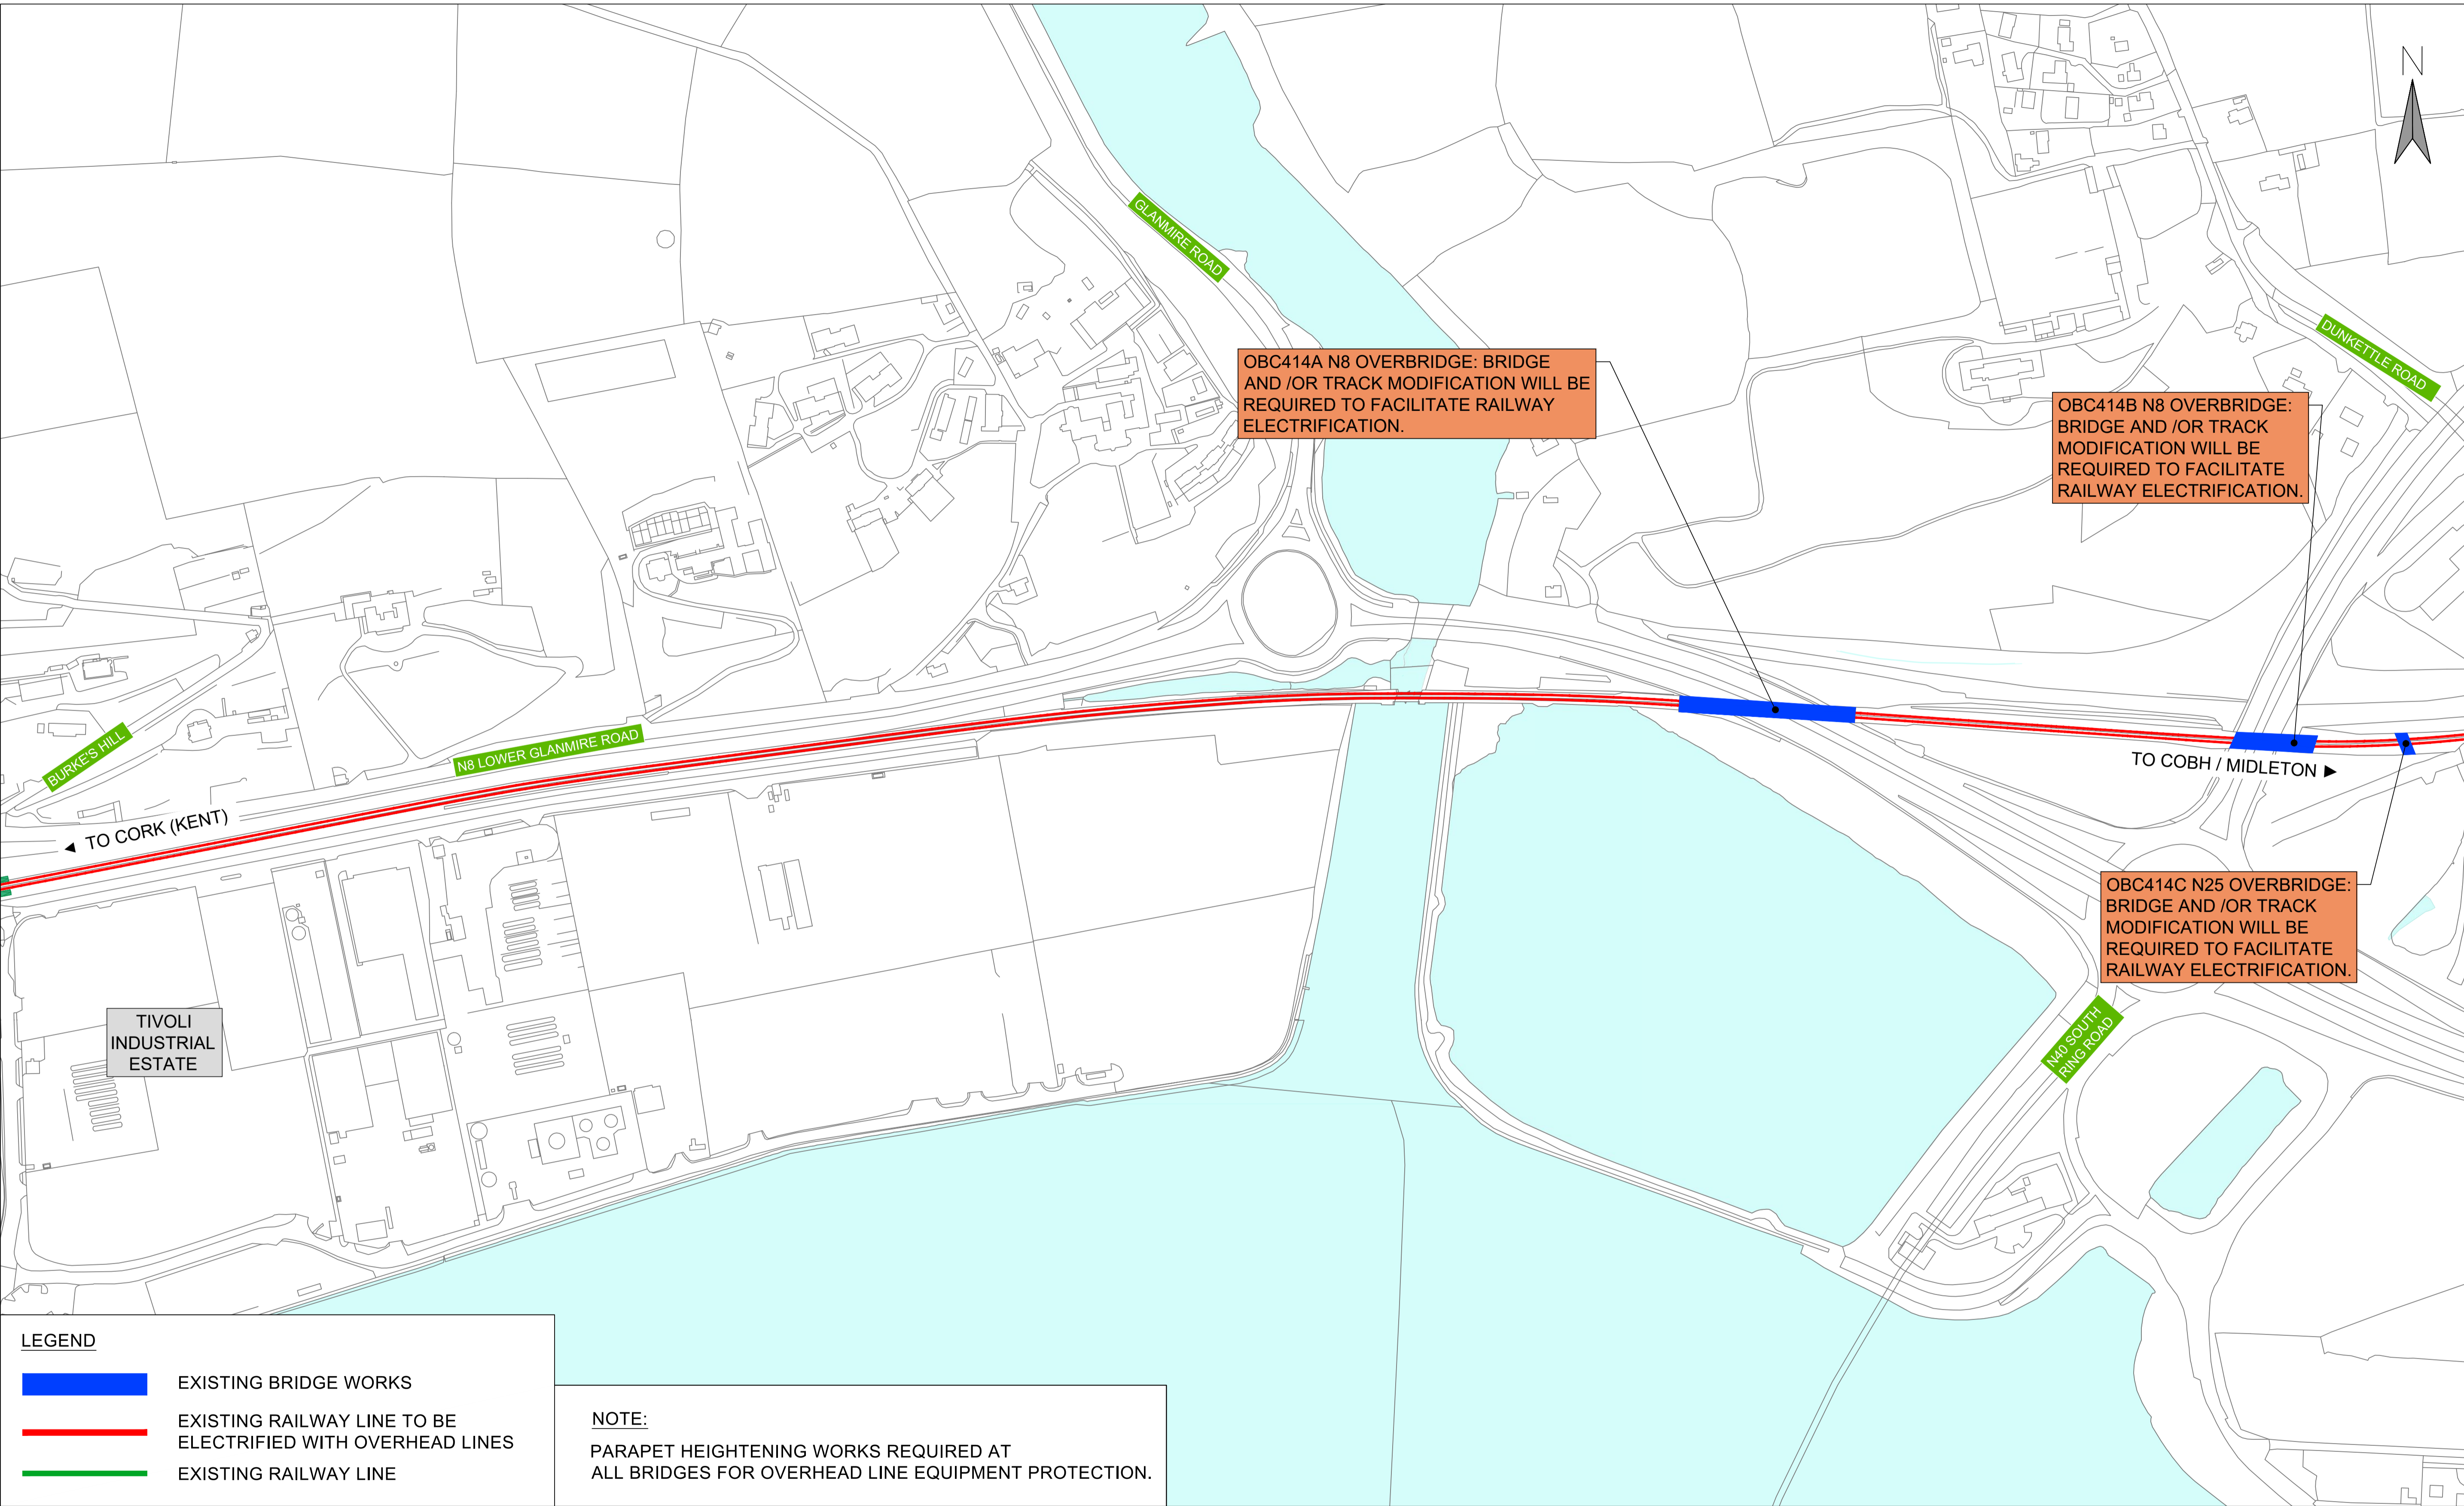 N
GLANMIRE ROAD
DUNKETTLE ROAD
OBC414A N8 OVERBRIDGE: BRIDGE
AND /OR TRACK MODIFICATION WILL BE
REQUIRED TO FACILITATE RAILWAY
ELECTRIFICATION.
OBC414B N8 OVERBRIDGE:
BRIDGE AND /OR TRACK
MODIFICATION WILL BE
REQUIRED TO FACILITATE
RAILWAY ELECTRIFICATION.
BURKE'S HILL
N8 LOWER GLANMIRE ROAD
◄ TO CORK (KENT)
TO COBH / MIDLETON ►
OBC414C N25 OVERBRIDGE:
BRIDGE AND /OR TRACK
MODIFICATION WILL BE
REQUIRED TO FACILITATE
RAILWAY ELECTRIFICATION.
TIVOLI
INDUSTRIAL
ESTATE
N40 SOUTH
RING ROAD
LEGEND
EXISTING BRIDGE WORKS
EXISTING RAILWAY LINE TO BE
ELECTRIFIED WITH OVERHEAD LINES
EXISTING RAILWAY LINE
NOTE:
PARAPET HEIGHTENING WORKS REQUIRED AT
ALL BRIDGES FOR OVERHEAD LINE EQUIPMENT PROTECTION.